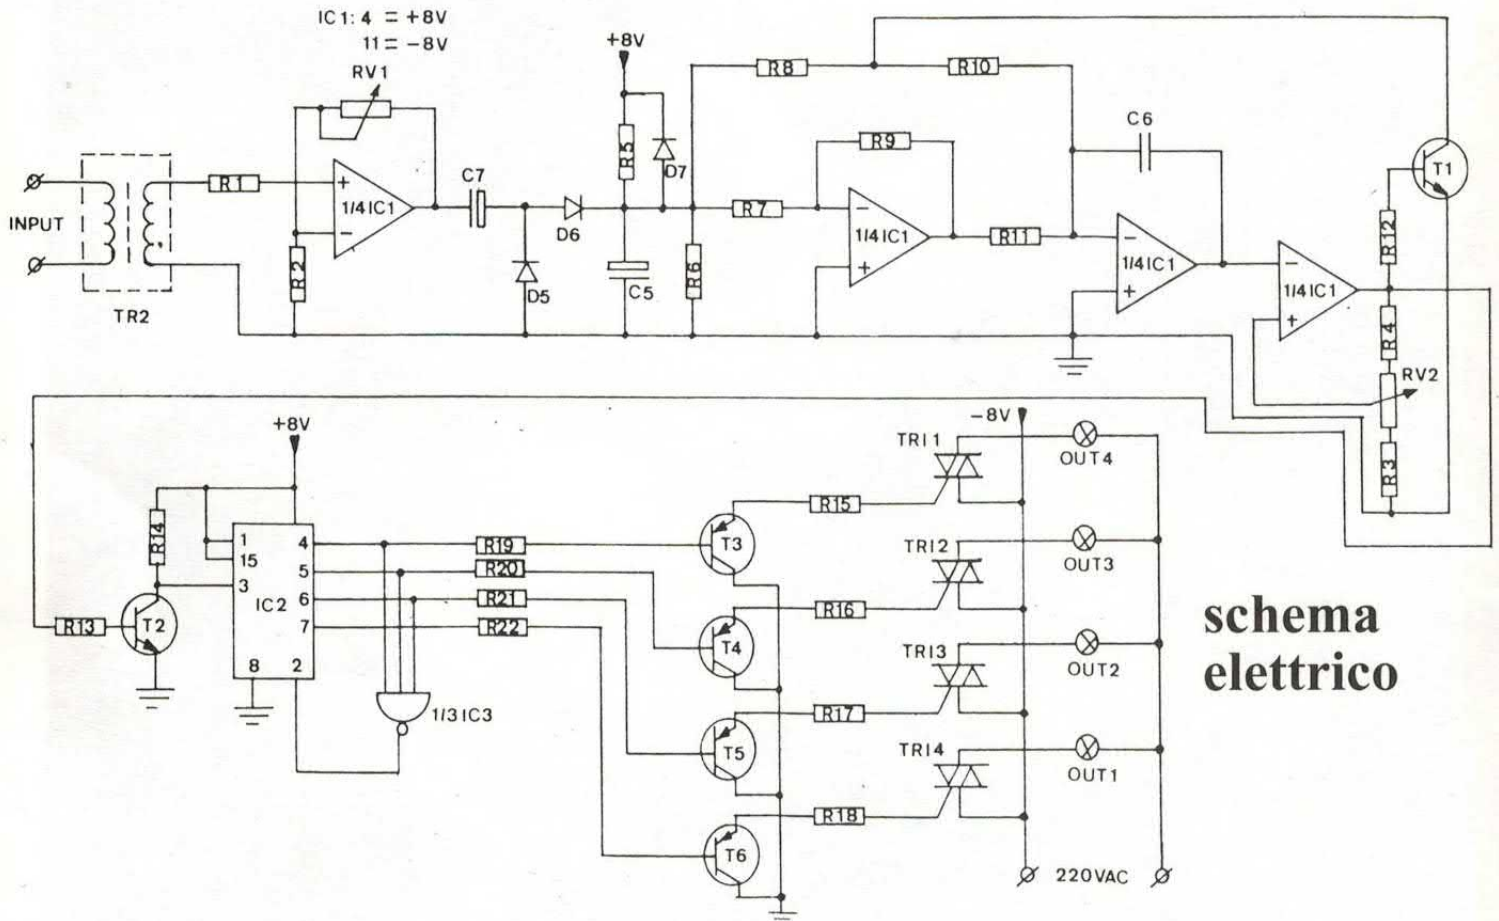 IC1: 4 = +8V
11 = -8V
RV1
+8V
R8
R10
C6
R5
D7
R9
T1
C7
R1
1/4 IC1
INPUT
R2
D6
R7
1/4 IC1
R11
1/4 IC1
R12
D5
C5
R6
1/4 IC1
R4
TR2
RV2
R3
+8V
-8V
TRI1
OUT4
R14
1
15
3
4
5
6
7
IC2
8
2
R19
R20
R21
R22
T3
R15
TRI2
OUT3
R13
T2
T4
R16
TRI3
OUT2
1/3 IC3
T5
R17
TRI4
OUT1
T6
R18
220VAC
schema
elettrico